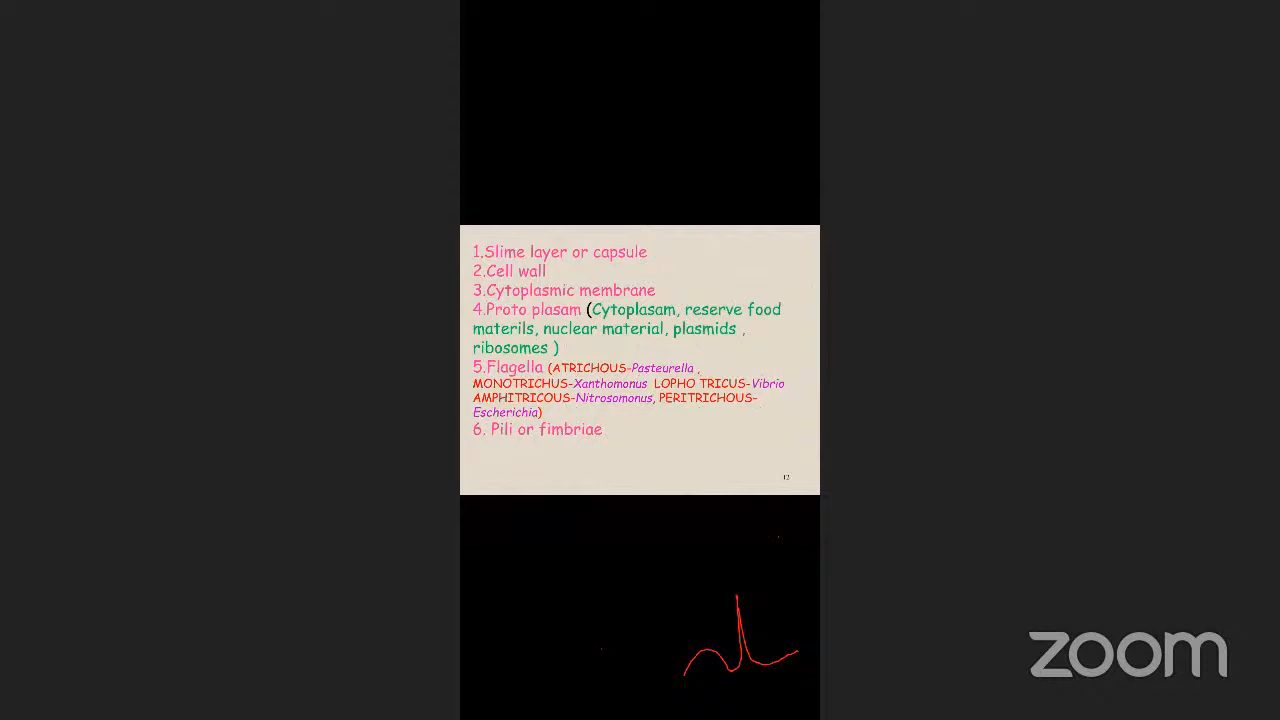 1.Slime layer or capsule
2.Cell wall
3.Cytoplasmic membrane
4.Proto plasam (Cytoplasam, reserve food
materils, nuclear material, plasmids ,
ribosomes )
5.Flagella (ATRICHOUS-Pasteurella ,
MONOTRICHUS-Xanthomonus LOPHO TRICUS-Vibrio
AMPHITRICOUS-Nitrosomonus, PERITRICHOUS-
Escherichia)
6. Pili or fimbriae
12
zoom